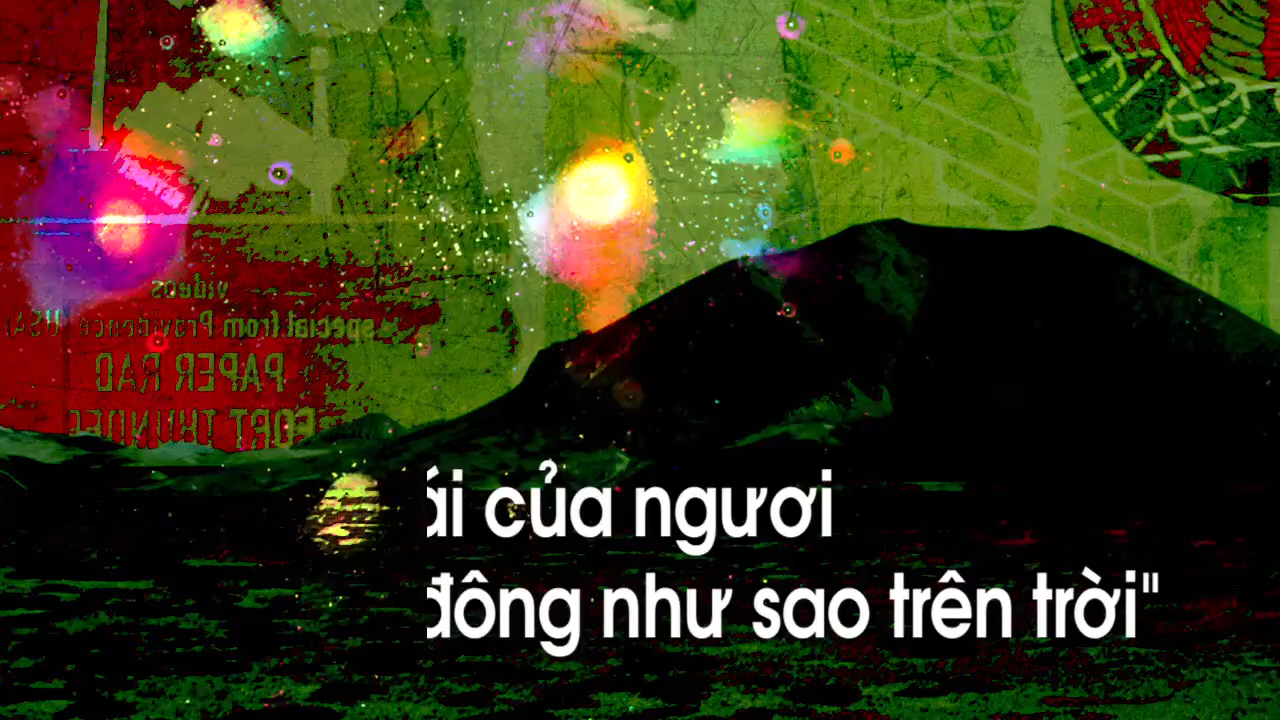 videos
special from Providence (USA)
PAPER RAD
FORT THUNDER
ái của ngươi
đông như sao trên trời"